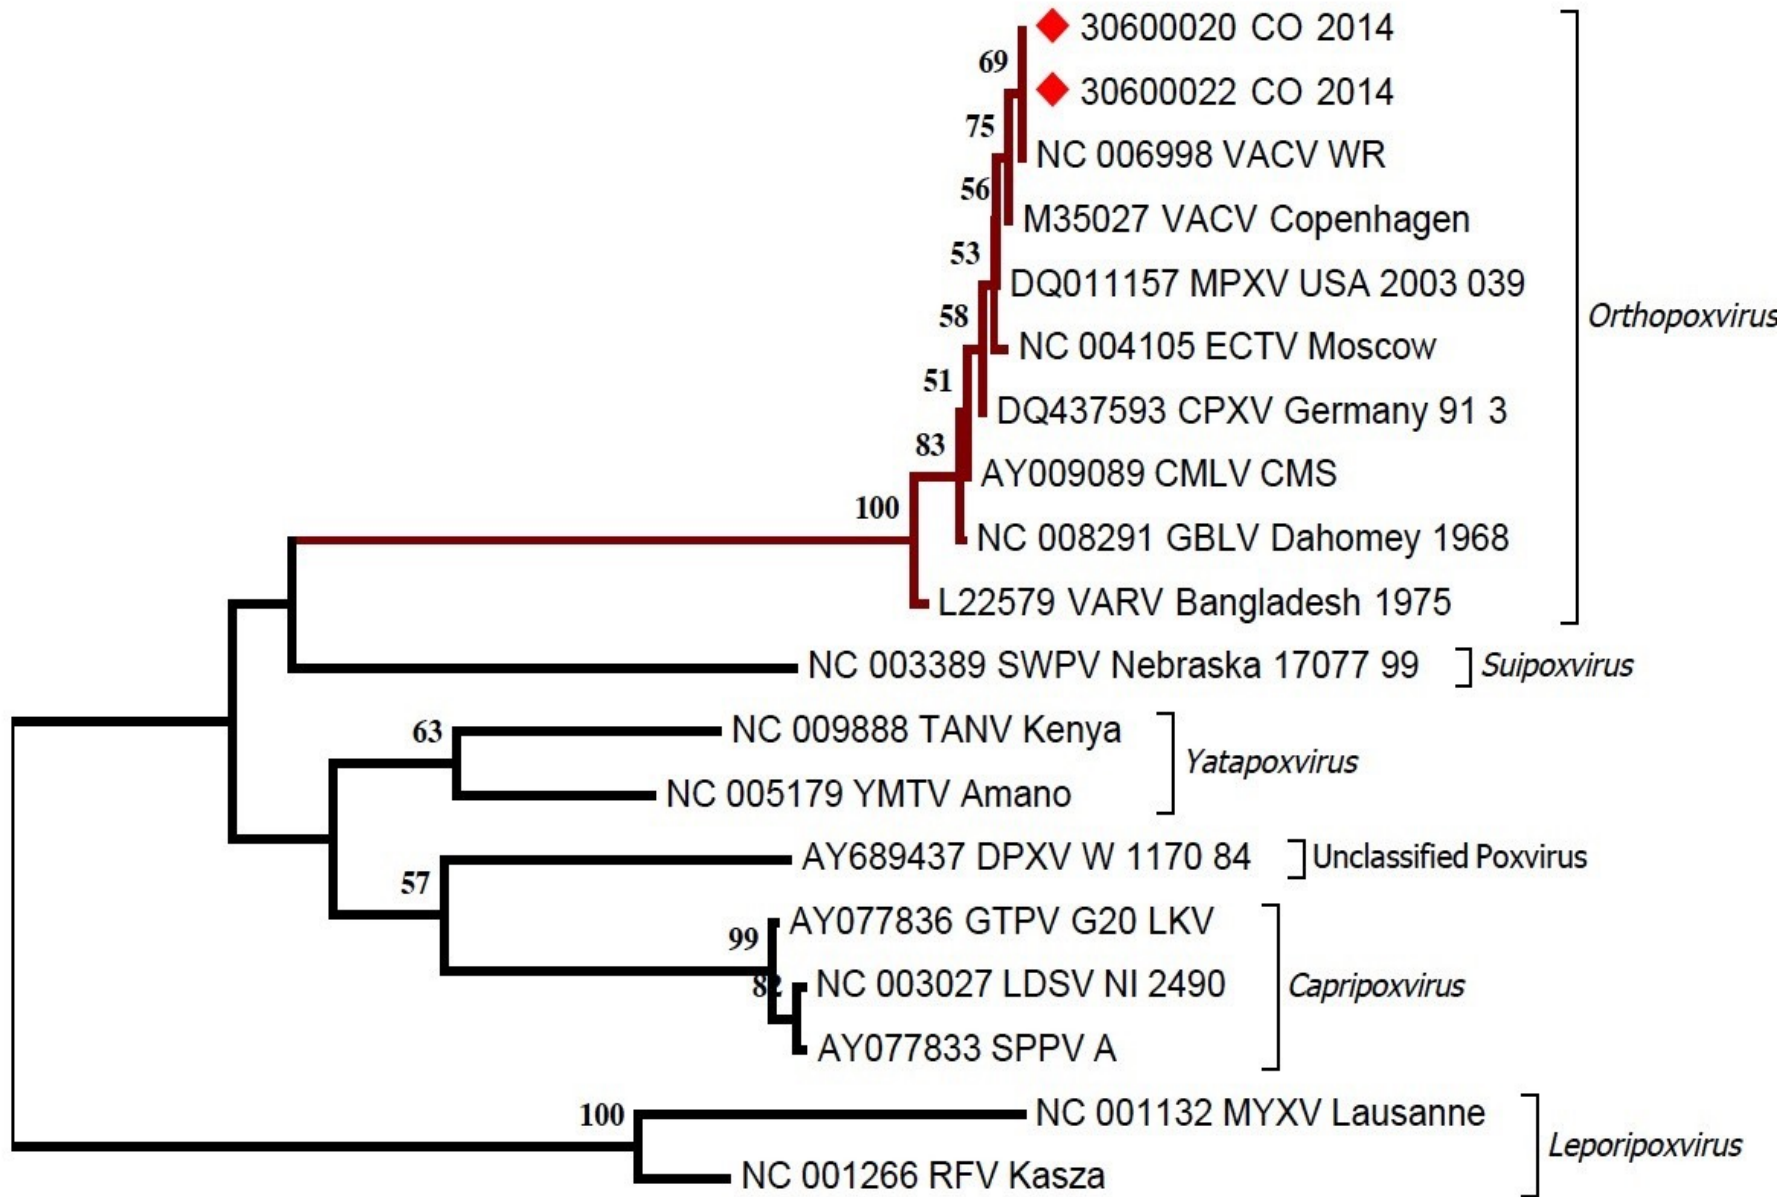 30600020 CO 2014
69
30600022 CO 2014
75
NC 006998 VACV WR
56
M35027 VACV Copenhagen
53
DQ011157 MPXV USA 2003 039
58
Orthopoxvirus
NC 004105 ECTV Moscow
51
DQ437593 CPXV Germany 91 3
83
AY009089 CMLV CMS
100
NC 008291 GBLV Dahomey 1968
L22579 VARV Bangladesh 1975
NC 003389 SWPV Nebraska 17077 99
Suipoxvirus
63
NC 009888 TANV Kenya
Yatapoxvirus
NC 005179 YMTV Amano
AY689437 DPXV W 1170 84
Unclassified Poxvirus
57
AY077836 GTPV G20 LKV
99
82
NC 003027 LDSV NI 2490
Capripoxvirus
AY077833 SPPV A
100
NC 001132 MYXV Lausanne
Leporipoxvirus
NC 001266 RFV Kasza